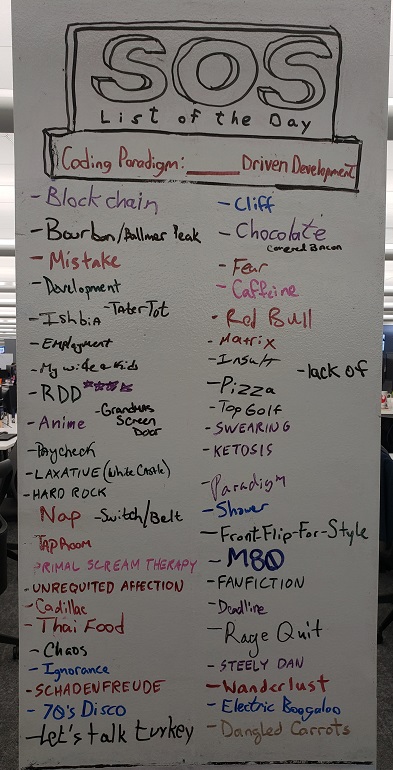 SOS
List of the Day
Coding Paradigm: ______ Driven Development
- Blockchain
- Bourbon/Ballmer Peak
- Mistake
- Development
- Ishbia
- Tater Tot
- Employment
- My wife & kids
- RDD
- Grandma's
Screen
Door
- Anime
- Paycheck
- LAXATIVE (White Castle)
- HARD ROCK
Nap
- Switch/Belt
TAP ROOM
PRIMAL SCREAM THERAPY
- UNREQUITED AFFECTION
- Cadillac
- Thai Food
- Chaos
- Ignorance
- SCHADENFREUDE
- 70's Disco
- Let's talk turkey
- Cliff
- Chocolate
covered Bacon
- Fear
- Caffeine
- Red Bull
- Matrix
- Insult
- lack of
- Pizza
- Top Golf
- SWEARING
- KETOSIS
- Paradigm
- Shower
- Front-Flip-For-Style
- M80
- FANFICTION
- Deadline
- Rage Quit
- STEELY DAN
- Wanderlust
- Electric Boogaloo
- Dangled Carrots